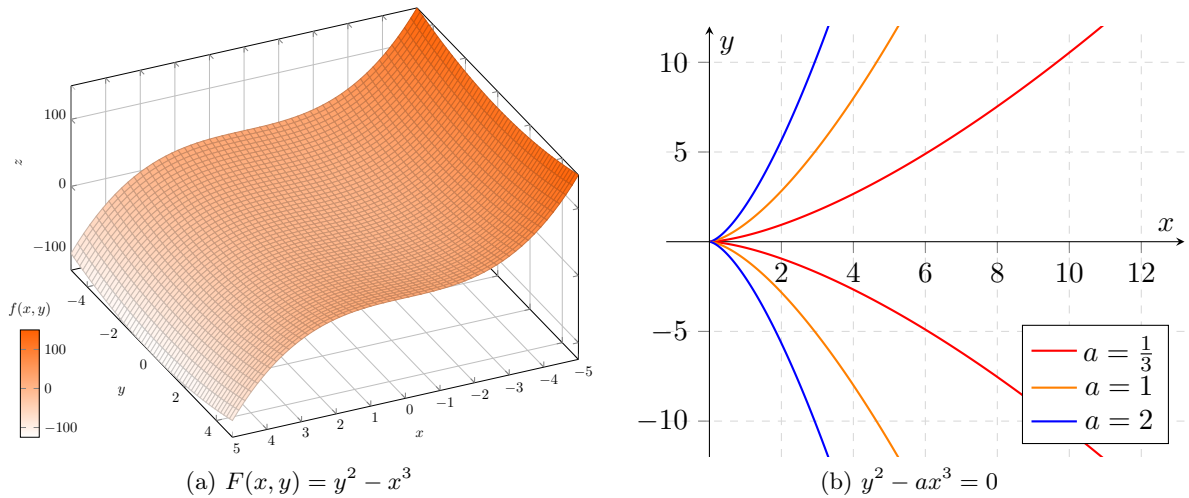 100
0
−100
z
−4
−2
0
2
4
y
5
4
3
2
1
0
−1
−2
−3
−4
−5
x
f(x, y)
100
0
−100
(a) F(x, y) = y² − x³
y
x
10
5
−5
−10
2
4
6
8
10
12
a = 1/3
a = 1
a = 2
(b) y² − ax³ = 0